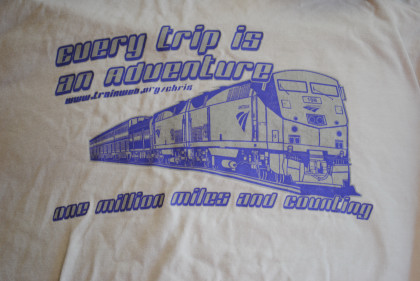 every trip is
an adventure
www.trainweb.org/chris
one million miles and counting